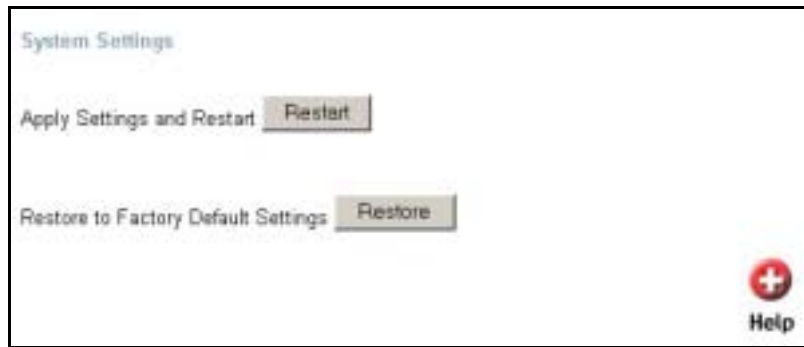 System Settings
Apply Settings and Restart Restart
Restore to Factory Default Settings Restore
Help